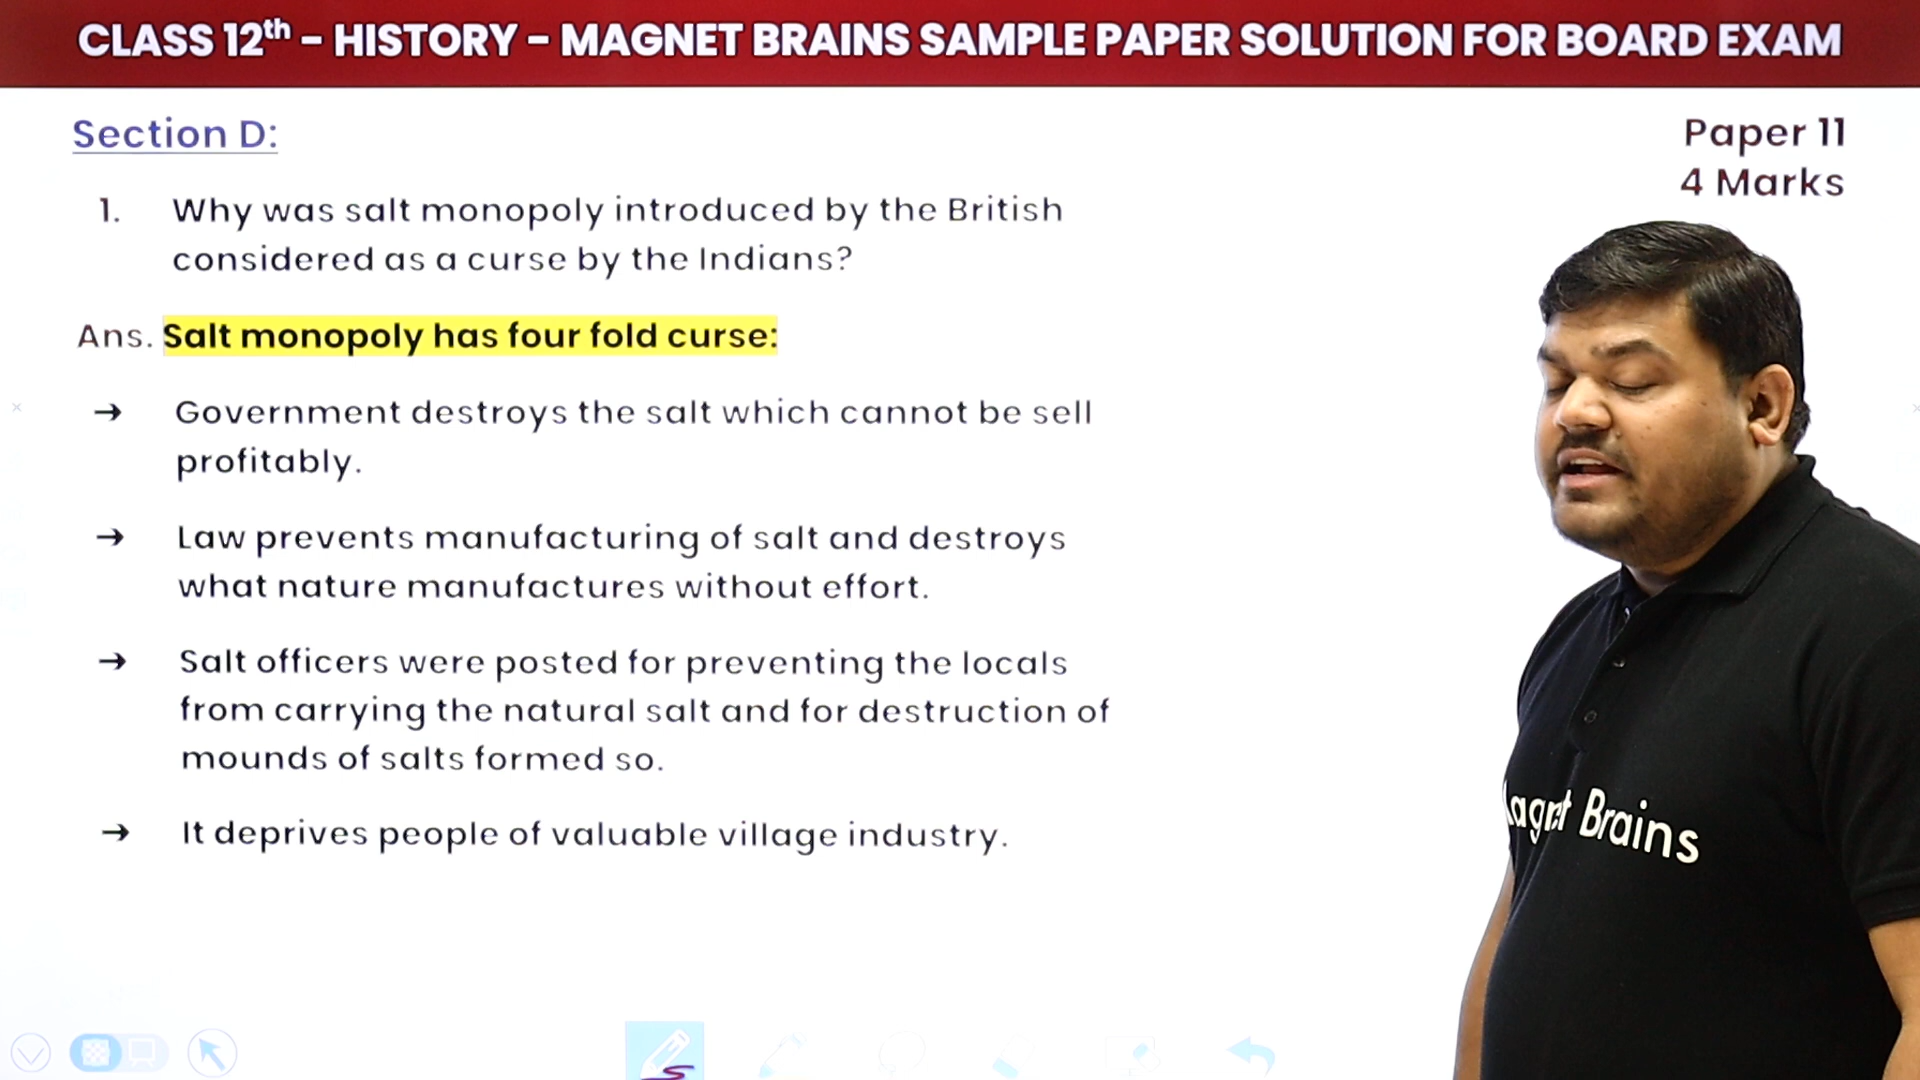 CLASS 12th - HISTORY - MAGNET BRAINS SAMPLE PAPER SOLUTION FOR BOARD EXAM
Section D:
Paper 11
4 Marks
1. Why was salt monopoly introduced by the British
considered as a curse by the Indians?
Ans. Salt monopoly has four fold curse:
→ Government destroys the salt which cannot be sell
profitably.
→ Law prevents manufacturing of salt and destroys
what nature manufactures without effort.
→ Salt officers were posted for preventing the locals
from carrying the natural salt and for destruction of
mounds of salts formed so.
→ It deprives people of valuable village industry.
Brains